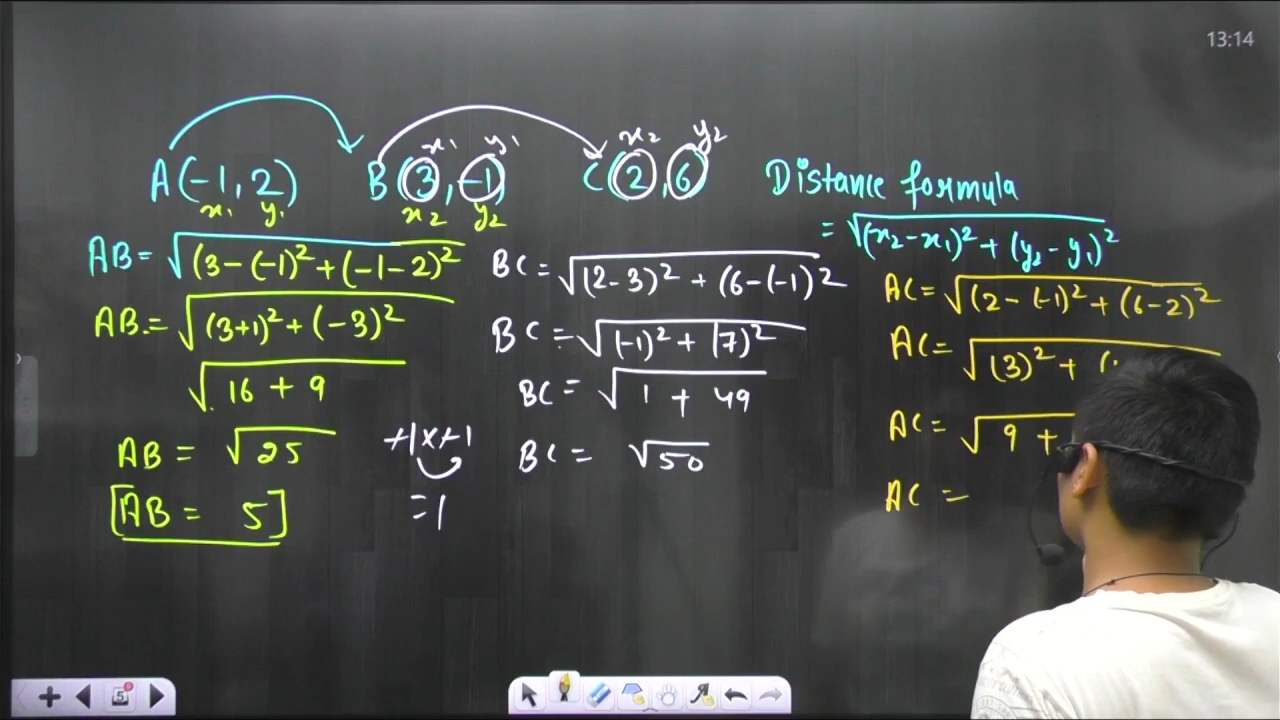 13:14
x₁ y₁ x₂ y₂
A(-1, 2) B(3, -1) C(2, 6) Distance formula
x₁ y₁ x₂ y₂
= √(x₂-x₁)² + (y₂-y₁)²
AB = √(3-(-1)² + (-1-2)²
BC = √(2-3)² + (6-(-1)²
AC = √(2-(-1)² + (6-2)²
AB = √(3+1)² + (-3)²
BC = √(-1)² + (7)²
AC = √(3)² + (
√16 + 9
BC = √1 + 49
AC = √9 +
AB = √25
+1x+1
BC = √50
AC =
[AB = 5]
=1
5